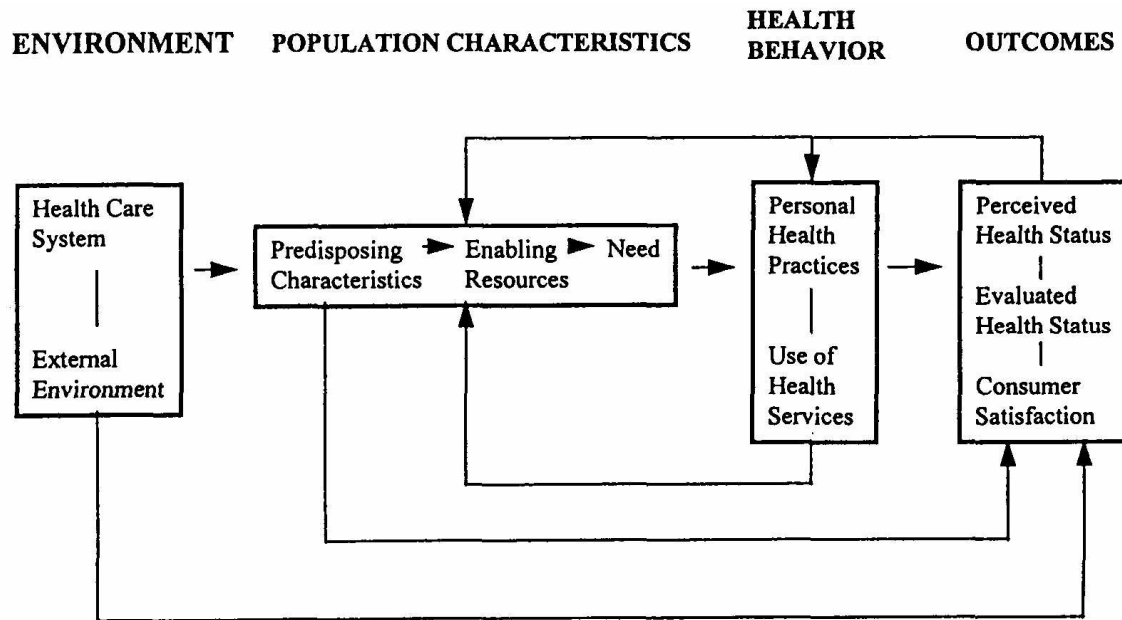 ENVIRONMENT
POPULATION CHARACTERISTICS
HEALTH
BEHAVIOR
OUTCOMES
Health Care
System
External
Environment
Predisposing
Characteristics
Enabling
Resources
Need
Personal
Health
Practices
Use of
Health
Services
Perceived
Health Status
Evaluated
Health Status
Consumer
Satisfaction